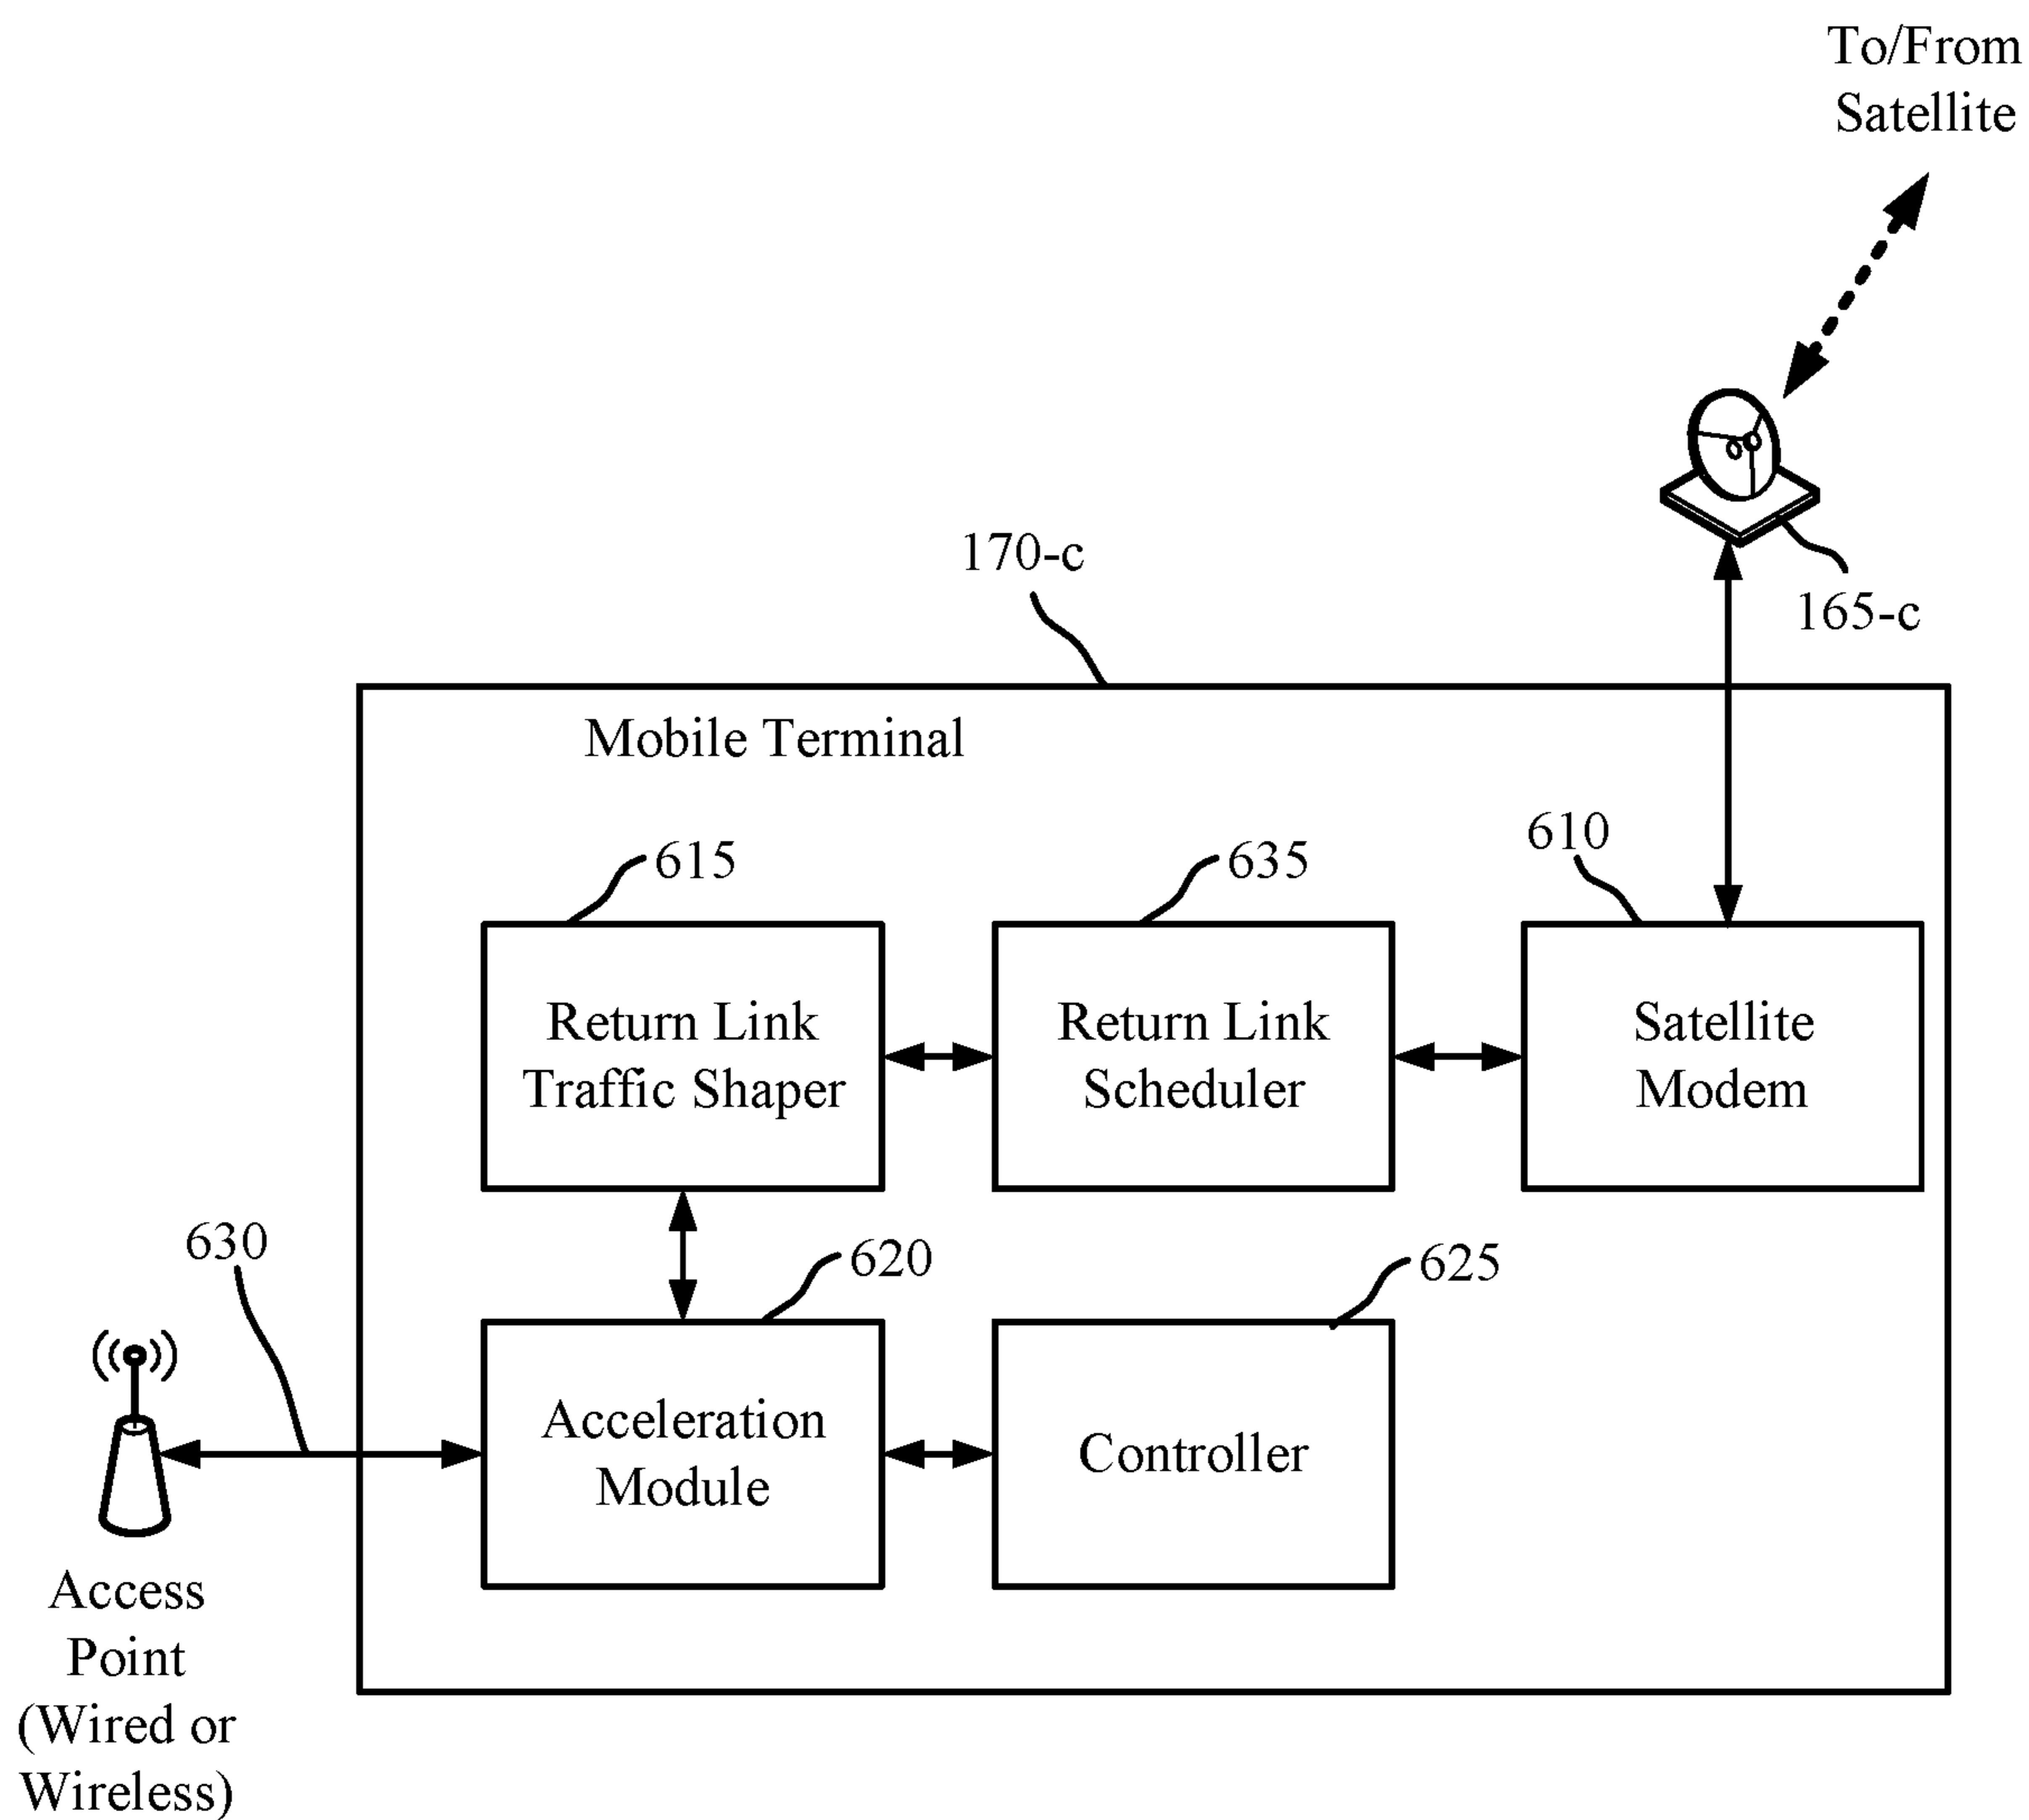 To/From
Satellite
170-c
165-c
Mobile Terminal
615
635
610
Return Link
Traffic Shaper
Return Link
Scheduler
Satellite
Modem
630
620
625
Acceleration
Module
Controller
Access
Point
(Wired or
Wireless)